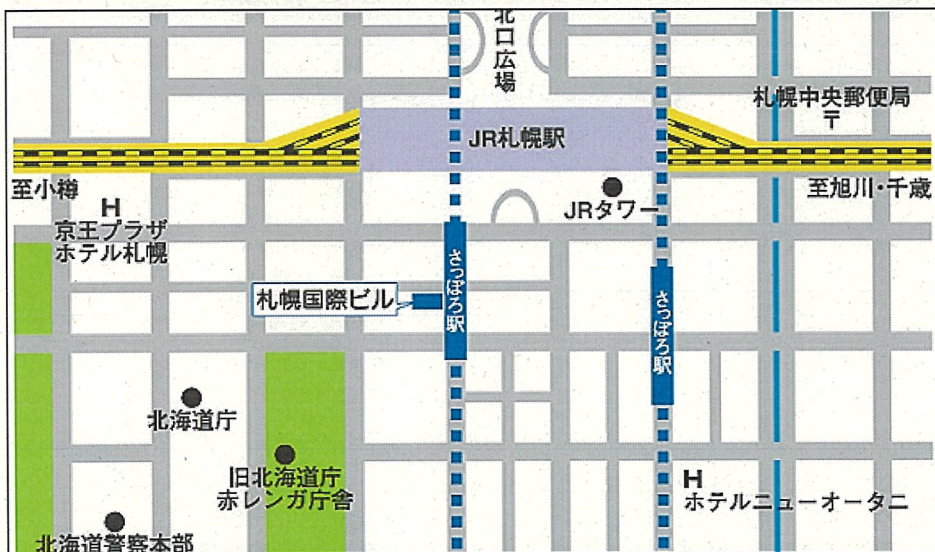 北口広場
札幌中央郵便局
〒
JR札幌駅
至小樽
至旭川・千歳
H
京王プラザ
ホテル札幌
JRタワー
さっぽろ駅
札幌国際ビル
さっぽろ駅
北海道庁
旧北海道庁
赤レンガ庁舎
H
ホテルニューオータニ
北海道警察本部